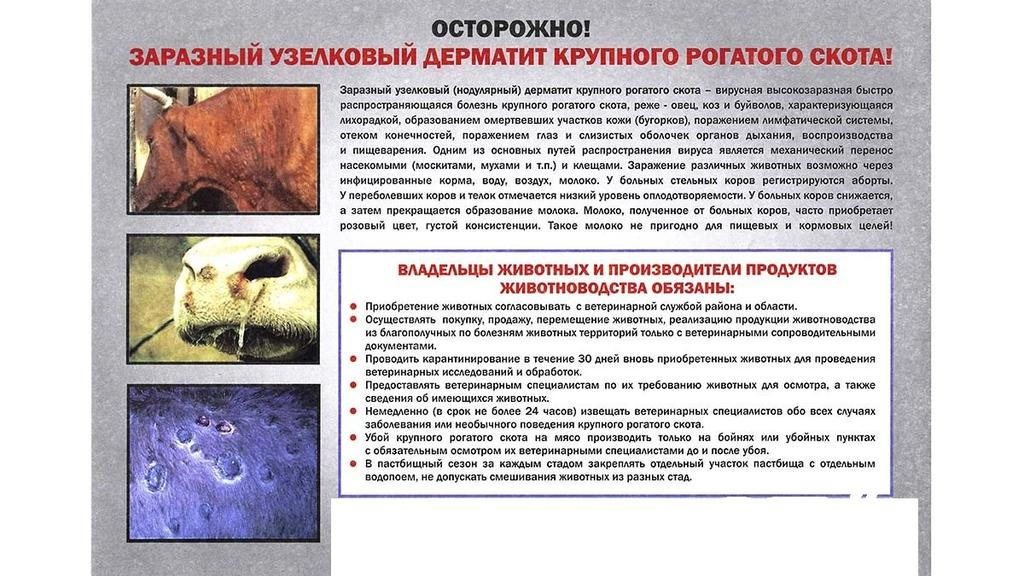 ОСТОРОЖНО!
ЗАРАЗНЫЙ УЗЕЛКОВЫЙ ДЕРМАТИТ КРУПНОГО РОГАТОГО СКОТА!
Заразный узелковый (нодулярный) дерматит крупного рогатого скота – вирусная высокозаразная быстро
распространяющаяся болезнь крупного рогатого скота, реже - овец, коз и буйволов, характеризующаяся
лихорадкой, образованием омертвевших участков кожи (бугорков), поражением лимфатической системы,
отеком конечностей, поражением глаз и слизистых оболочек органов дыхания, воспроизводства
и пищеварения. Одним из основных путей распространения вируса является механический перенос
насекомыми (москитами, мухами и т.п.) и клещами. Заражение различных животных возможно через
инфицированные корма, воду, воздух, молоко. У больных стельных коров регистрируются аборты.
У переболевших коров и телок отмечается низкий уровень оплодотворяемости. У больных коров снижается,
а затем прекращается образование молока. Молоко, полученное от больных коров, часто приобретает
розовый цвет, густой консистенции. Такое молоко не пригодно для пищевых и кормовых целей!
ВЛАДЕЛЬЦЫ ЖИВОТНЫХ И ПРОИЗВОДИТЕЛИ ПРОДУКТОВ
ЖИВОТНОВОДСТВА ОБЯЗАНЫ:
• Приобретение животных согласовывать с ветеринарной службой района и области.
• Осуществлять покупку, продажу, перемещение животных, реализацию продукции животноводства
из благополучных по болезням животных территорий только с ветеринарными сопроводительными
документами.
• Проводить карантинирование в течение 30 дней вновь приобретенных животных для проведения
ветеринарных исследований и обработок.
• Предоставлять ветеринарным специалистам по их требованию животных для осмотра, а также
сведения об имеющихся животных.
• Немедленно (в срок не более 24 часов) извещать ветеринарных специалистов обо всех случаях
заболевания или необычного поведения крупного рогатого скота.
• Убой крупного рогатого скота на мясо производить только на бойнях или убойных пунктах
с обязательным осмотром их ветеринарными специалистами до и после убоя.
• В пастбищный сезон за каждым стадом закреплять отдельный участок пастбища с отдельным
водопоем, не допускать смешивания животных из разных стад.